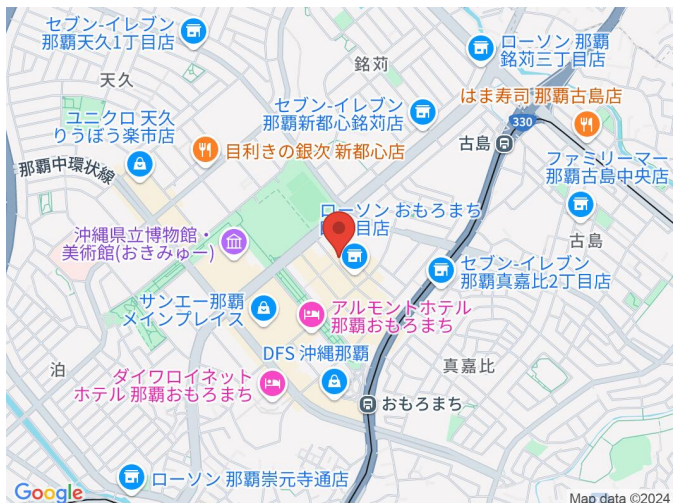 セブン-イレブン
那覇天久1丁目店
天久
ローソン 那覇
銘苅三丁目店
銘苅
はま寿司 那覇古島店
ユニクロ 天久
りうぼう楽市店
セブン-イレブン
那覇新都心銘苅店
330
古島
目利きの銀次 新都心店
那覇中環状線
ファミリーマー
那覇古島中央店
古島
ローソン おもろまち
目店
沖縄県立博物館・
美術館(おきみゅー)
セブン-イレブン
那覇真嘉比2丁目店
サンエー那覇
メインプレイス
アルモントホテル
那覇おもろまち
DFS 沖縄那覇
真嘉比
泊
ダイワロイネット
ホテル 那覇おもろまち
おもろまち
ローソン 那覇崇元寺通店
Google
Map data ©2024